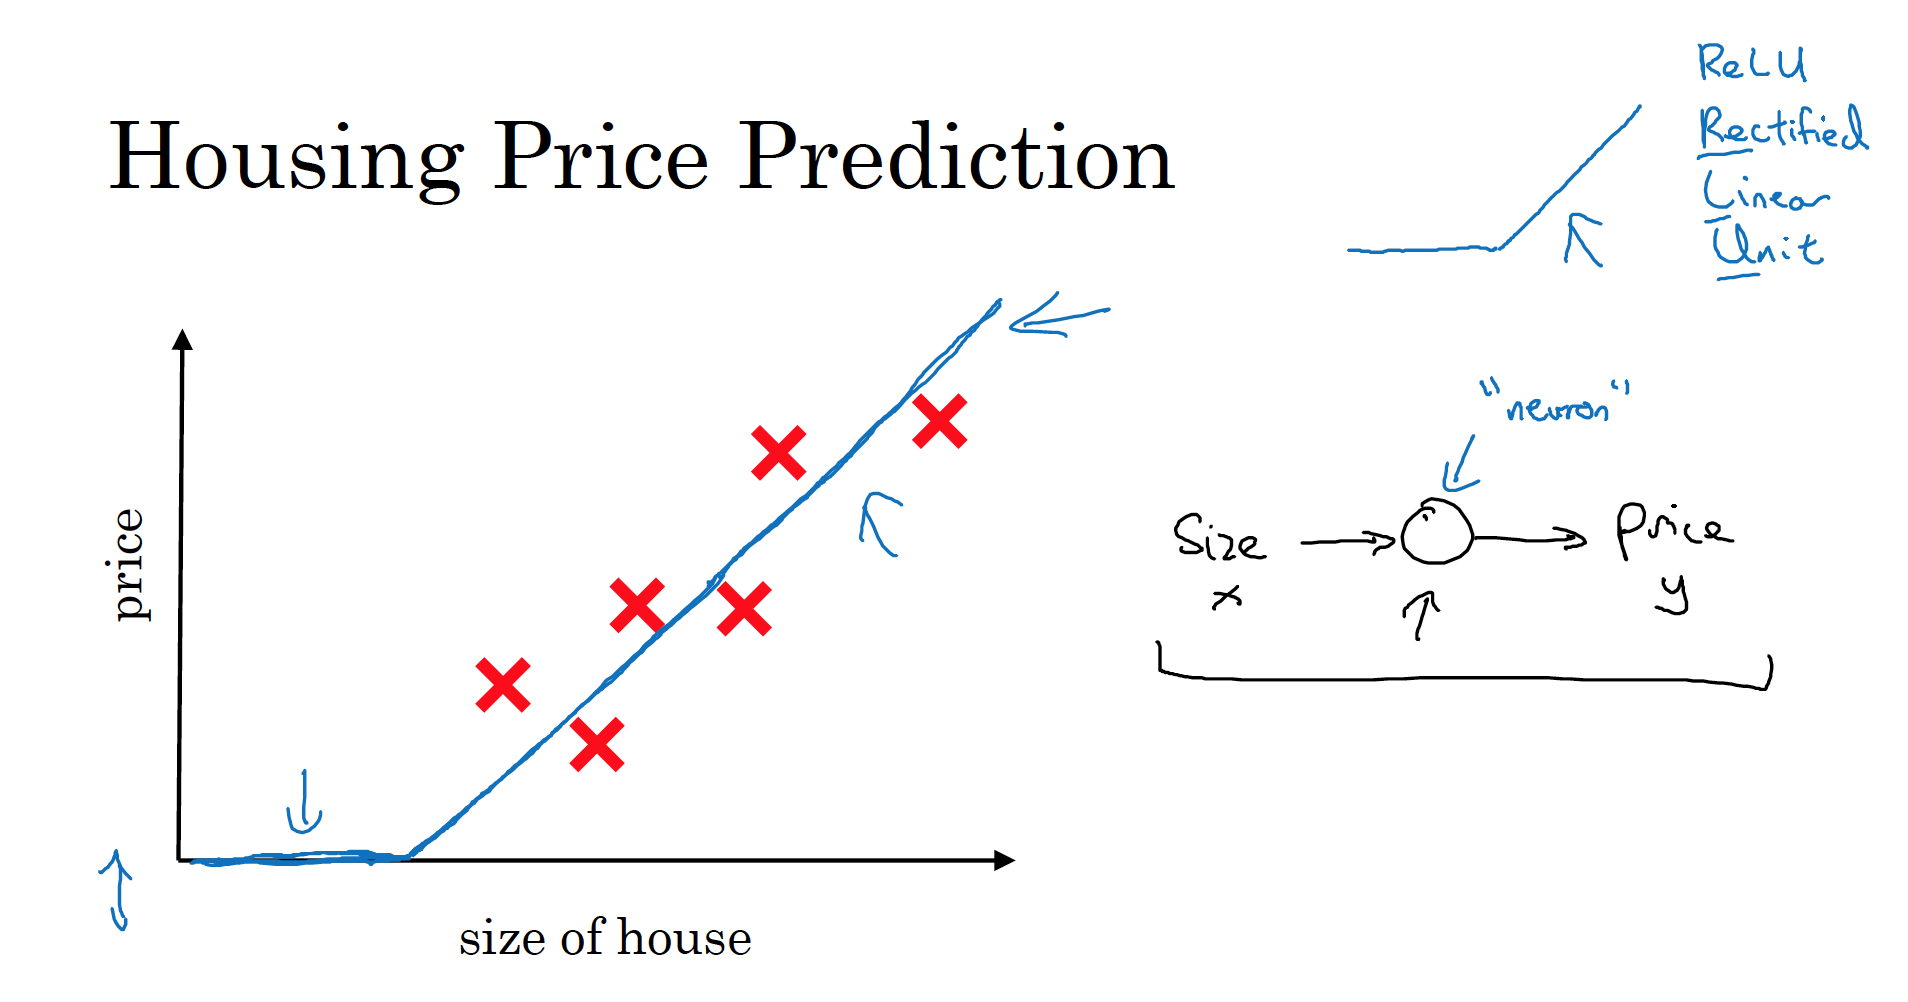 Housing Price Prediction
ReLU
Rectified
Linear
Unit
price
size of house
"neuron"
Size
Price
x
y